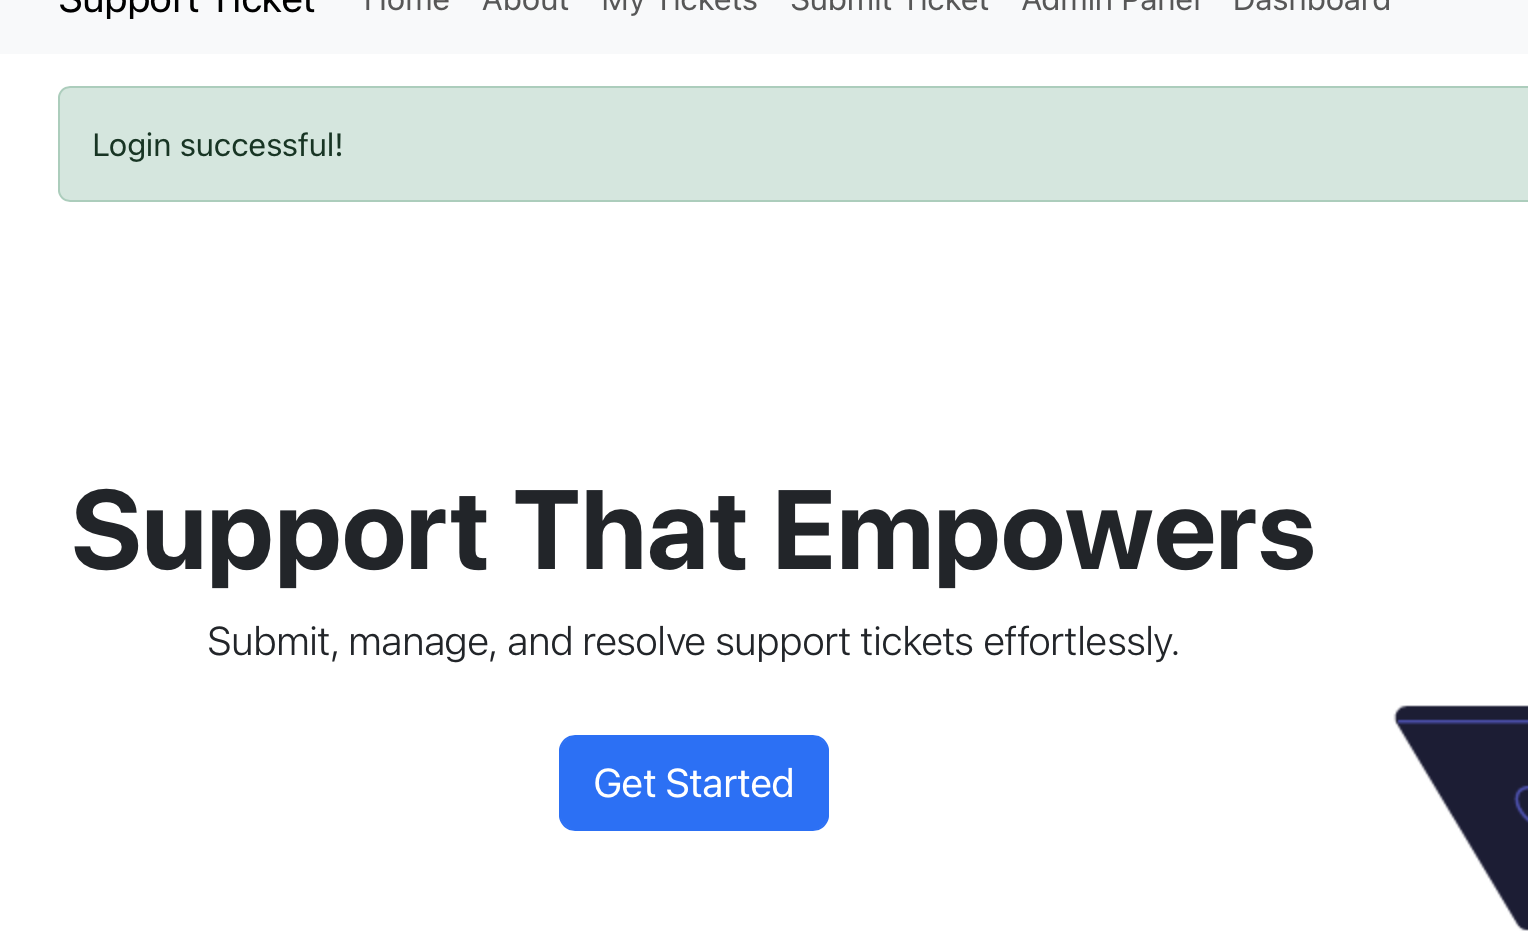 Support Ticket Home About My Tickets Submit Ticket Admin Panel Dashboard
Login successful!
Support That Empowers
Submit, manage, and resolve support tickets effortlessly.
Get Started